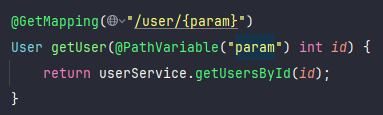 @GetMapping("/user/{param}")
User getUser(@PathVariable("param") int id) {
    return userService.getUsersById(id);
}